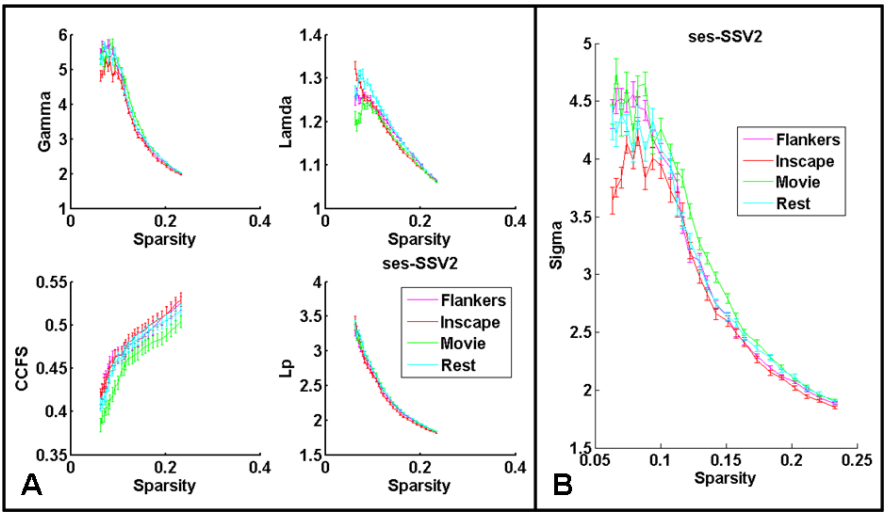 6
5
4
3
2
1
Gamma
0
0.2
0.4
Sparsity
1.4
1.3
1.2
1.1
1
Lamda
0
0.2
0.4
Sparsity
0.55
0.5
0.45
0.4
0.35
CCFS
0
0.2
0.4
Sparsity
ses-SSV2
4
3.5
3
2.5
2
1.5
Lp
Flankers
Inscape
Movie
Rest
0
0.2
0.4
Sparsity
A
ses-SSV2
5
4.5
4
3.5
3
2.5
2
1.5
Sigma
Flankers
Inscape
Movie
Rest
0.05
0.1
0.15
0.2
0.25
Sparsity
B